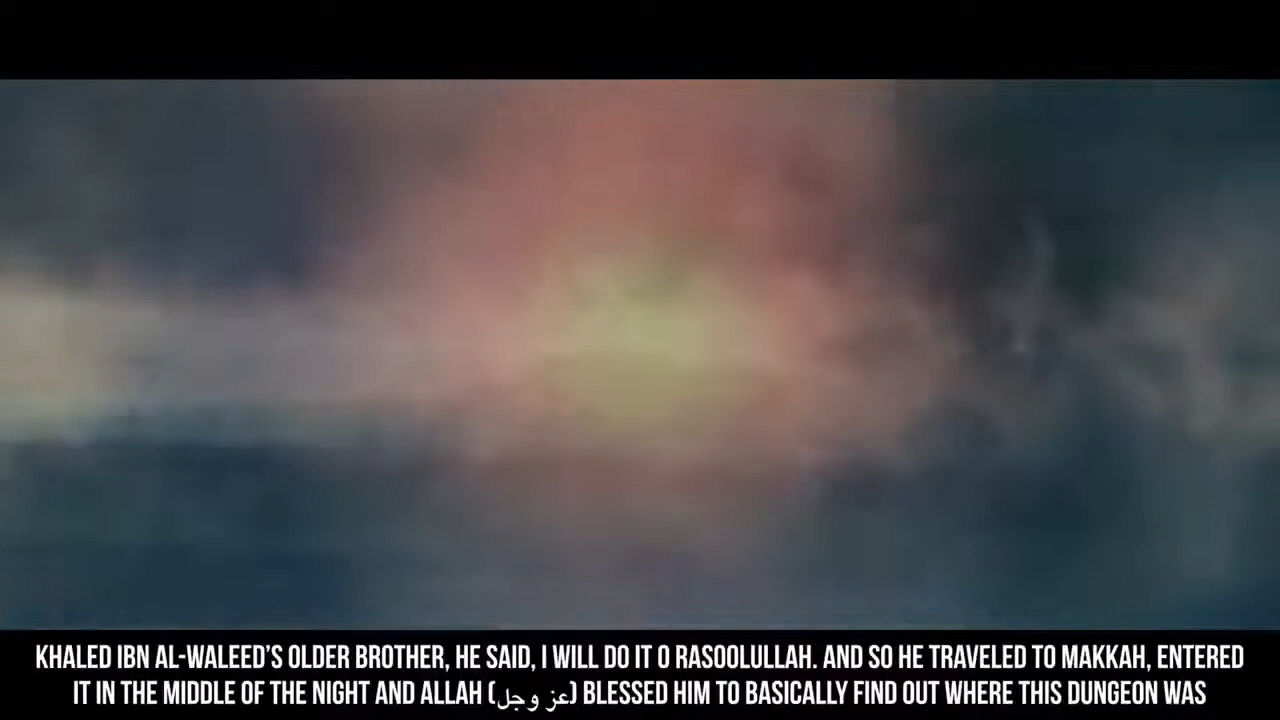 KHALED IBN AL-WALEED'S OLDER BROTHER, HE SAID, I WILL DO IT O RASOOLULLAH. AND SO HE TRAVELED TO MAKKAH, ENTERED
IT IN THE MIDDLE OF THE NIGHT AND ALLAH (عز وجل) BLESSED HIM TO BASICALLY FIND OUT WHERE THIS DUNGEON WAS